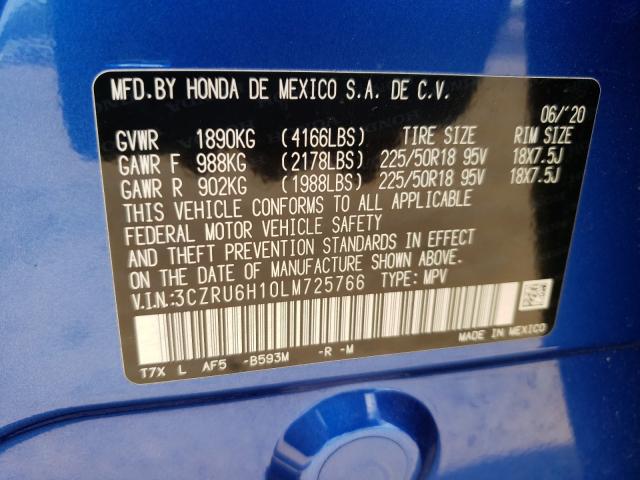 MFD.BY HONDA DE MEXICO S.A. DE C.V.
06/'20
GVWR 1890KG (4166LBS) TIRE SIZE RIM SIZE
GAWR F 988KG (2178LBS) 225/50R18 95V 18X7.5J
GAWR R 902KG (1988LBS) 225/50R18 95V 18X7.5J
THIS VEHICLE CONFORMS TO ALL APPLICABLE
FEDERAL MOTOR VEHICLE SAFETY
AND THEFT PREVENTION STANDARDS IN EFFECT
ON THE DATE OF MANUFACTURE SHOWN ABOVE.
V.I.N:3CZRU6H10LM725766 TYPE: MPV
MADE IN MEXICO
T7X L AF5 -B593M -R -M